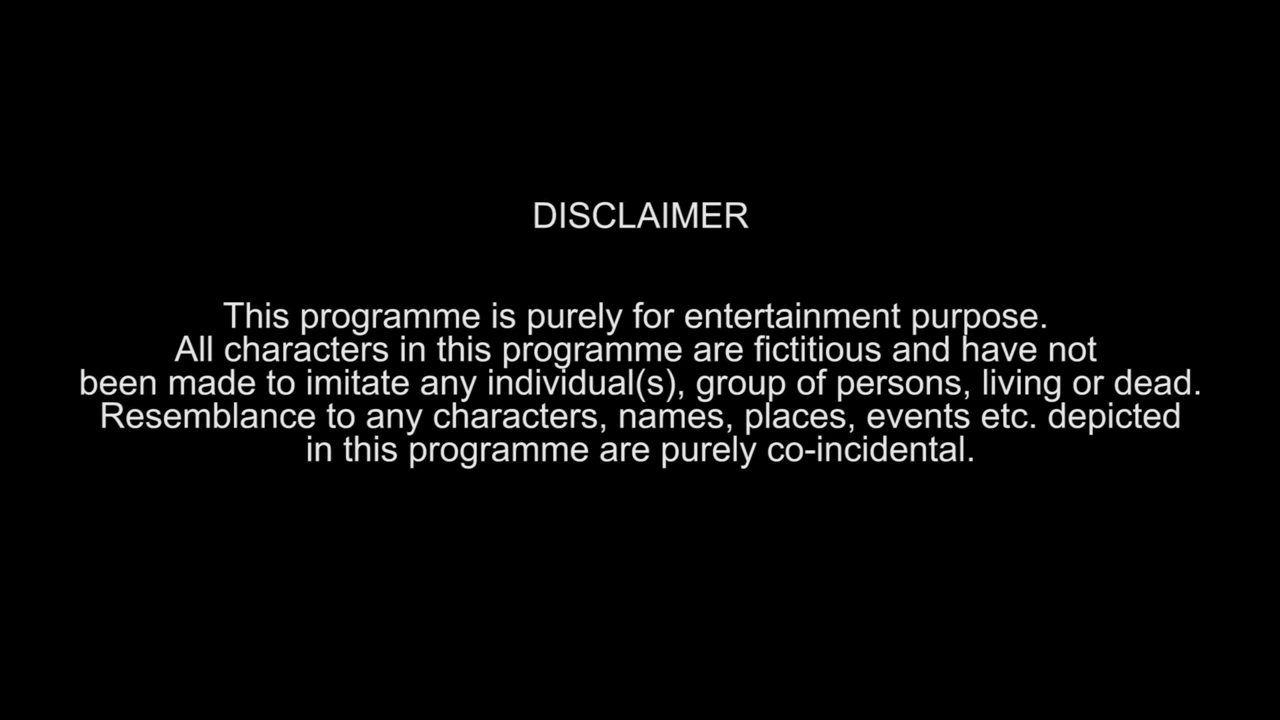 DISCLAIMER
This programme is purely for entertainment purpose.
All characters in this programme are fictitious and have not
been made to imitate any individual(s), group of persons, living or dead.
Resemblance to any characters, names, places, events etc. depicted
in this programme are purely co-incidental.